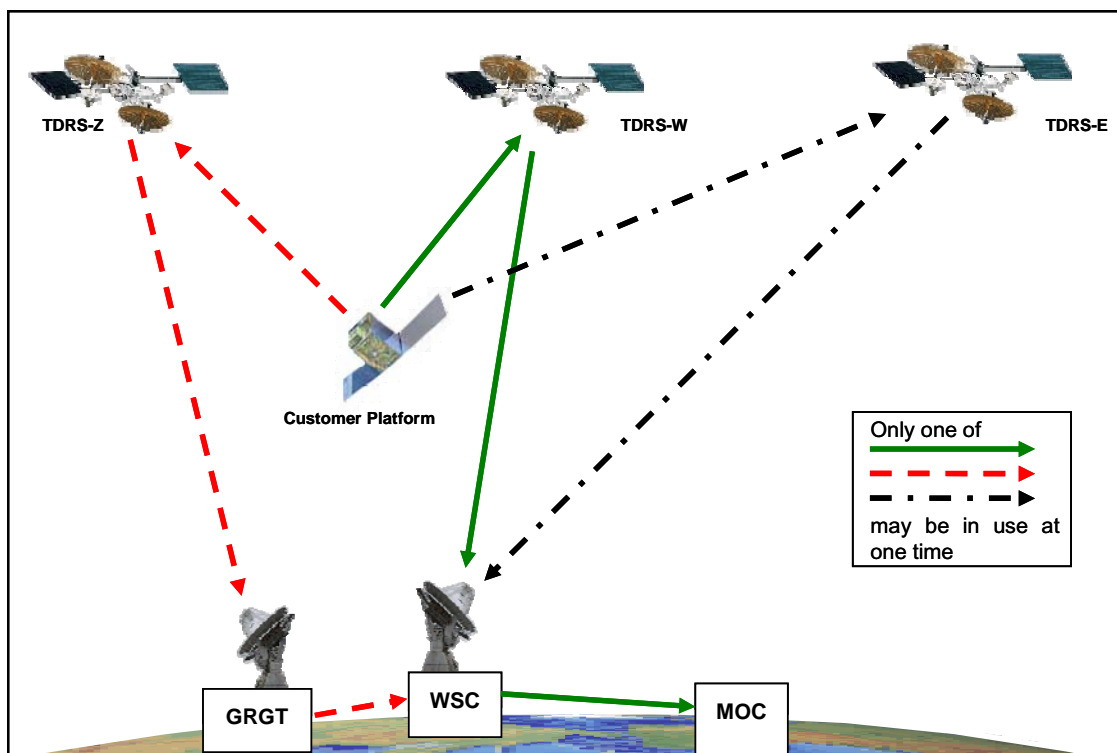 TDRS-Z
TDRS-W
TDRS-E
Customer Platform
Only one of
may be in use at
one time
GRGT
WSC
MOC